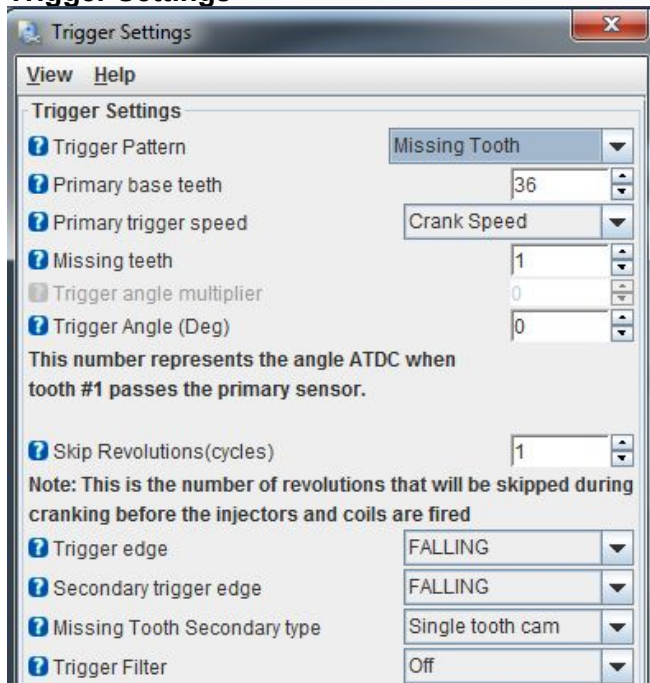 Trigger Settings
Trigger Settings
View Help
Trigger Settings
Trigger Pattern Missing Tooth
Primary base teeth 36
Primary trigger speed Crank Speed
Missing teeth 1
Trigger angle multiplier 0
Trigger Angle (Deg) 0
This number represents the angle ATDC when
tooth #1 passes the primary sensor.
Skip Revolutions(cycles) 1
Note: This is the number of revolutions that will be skipped during
cranking before the injectors and coils are fired
Trigger edge FALLING
Secondary trigger edge FALLING
Missing Tooth Secondary type Single tooth cam
Trigger Filter Off